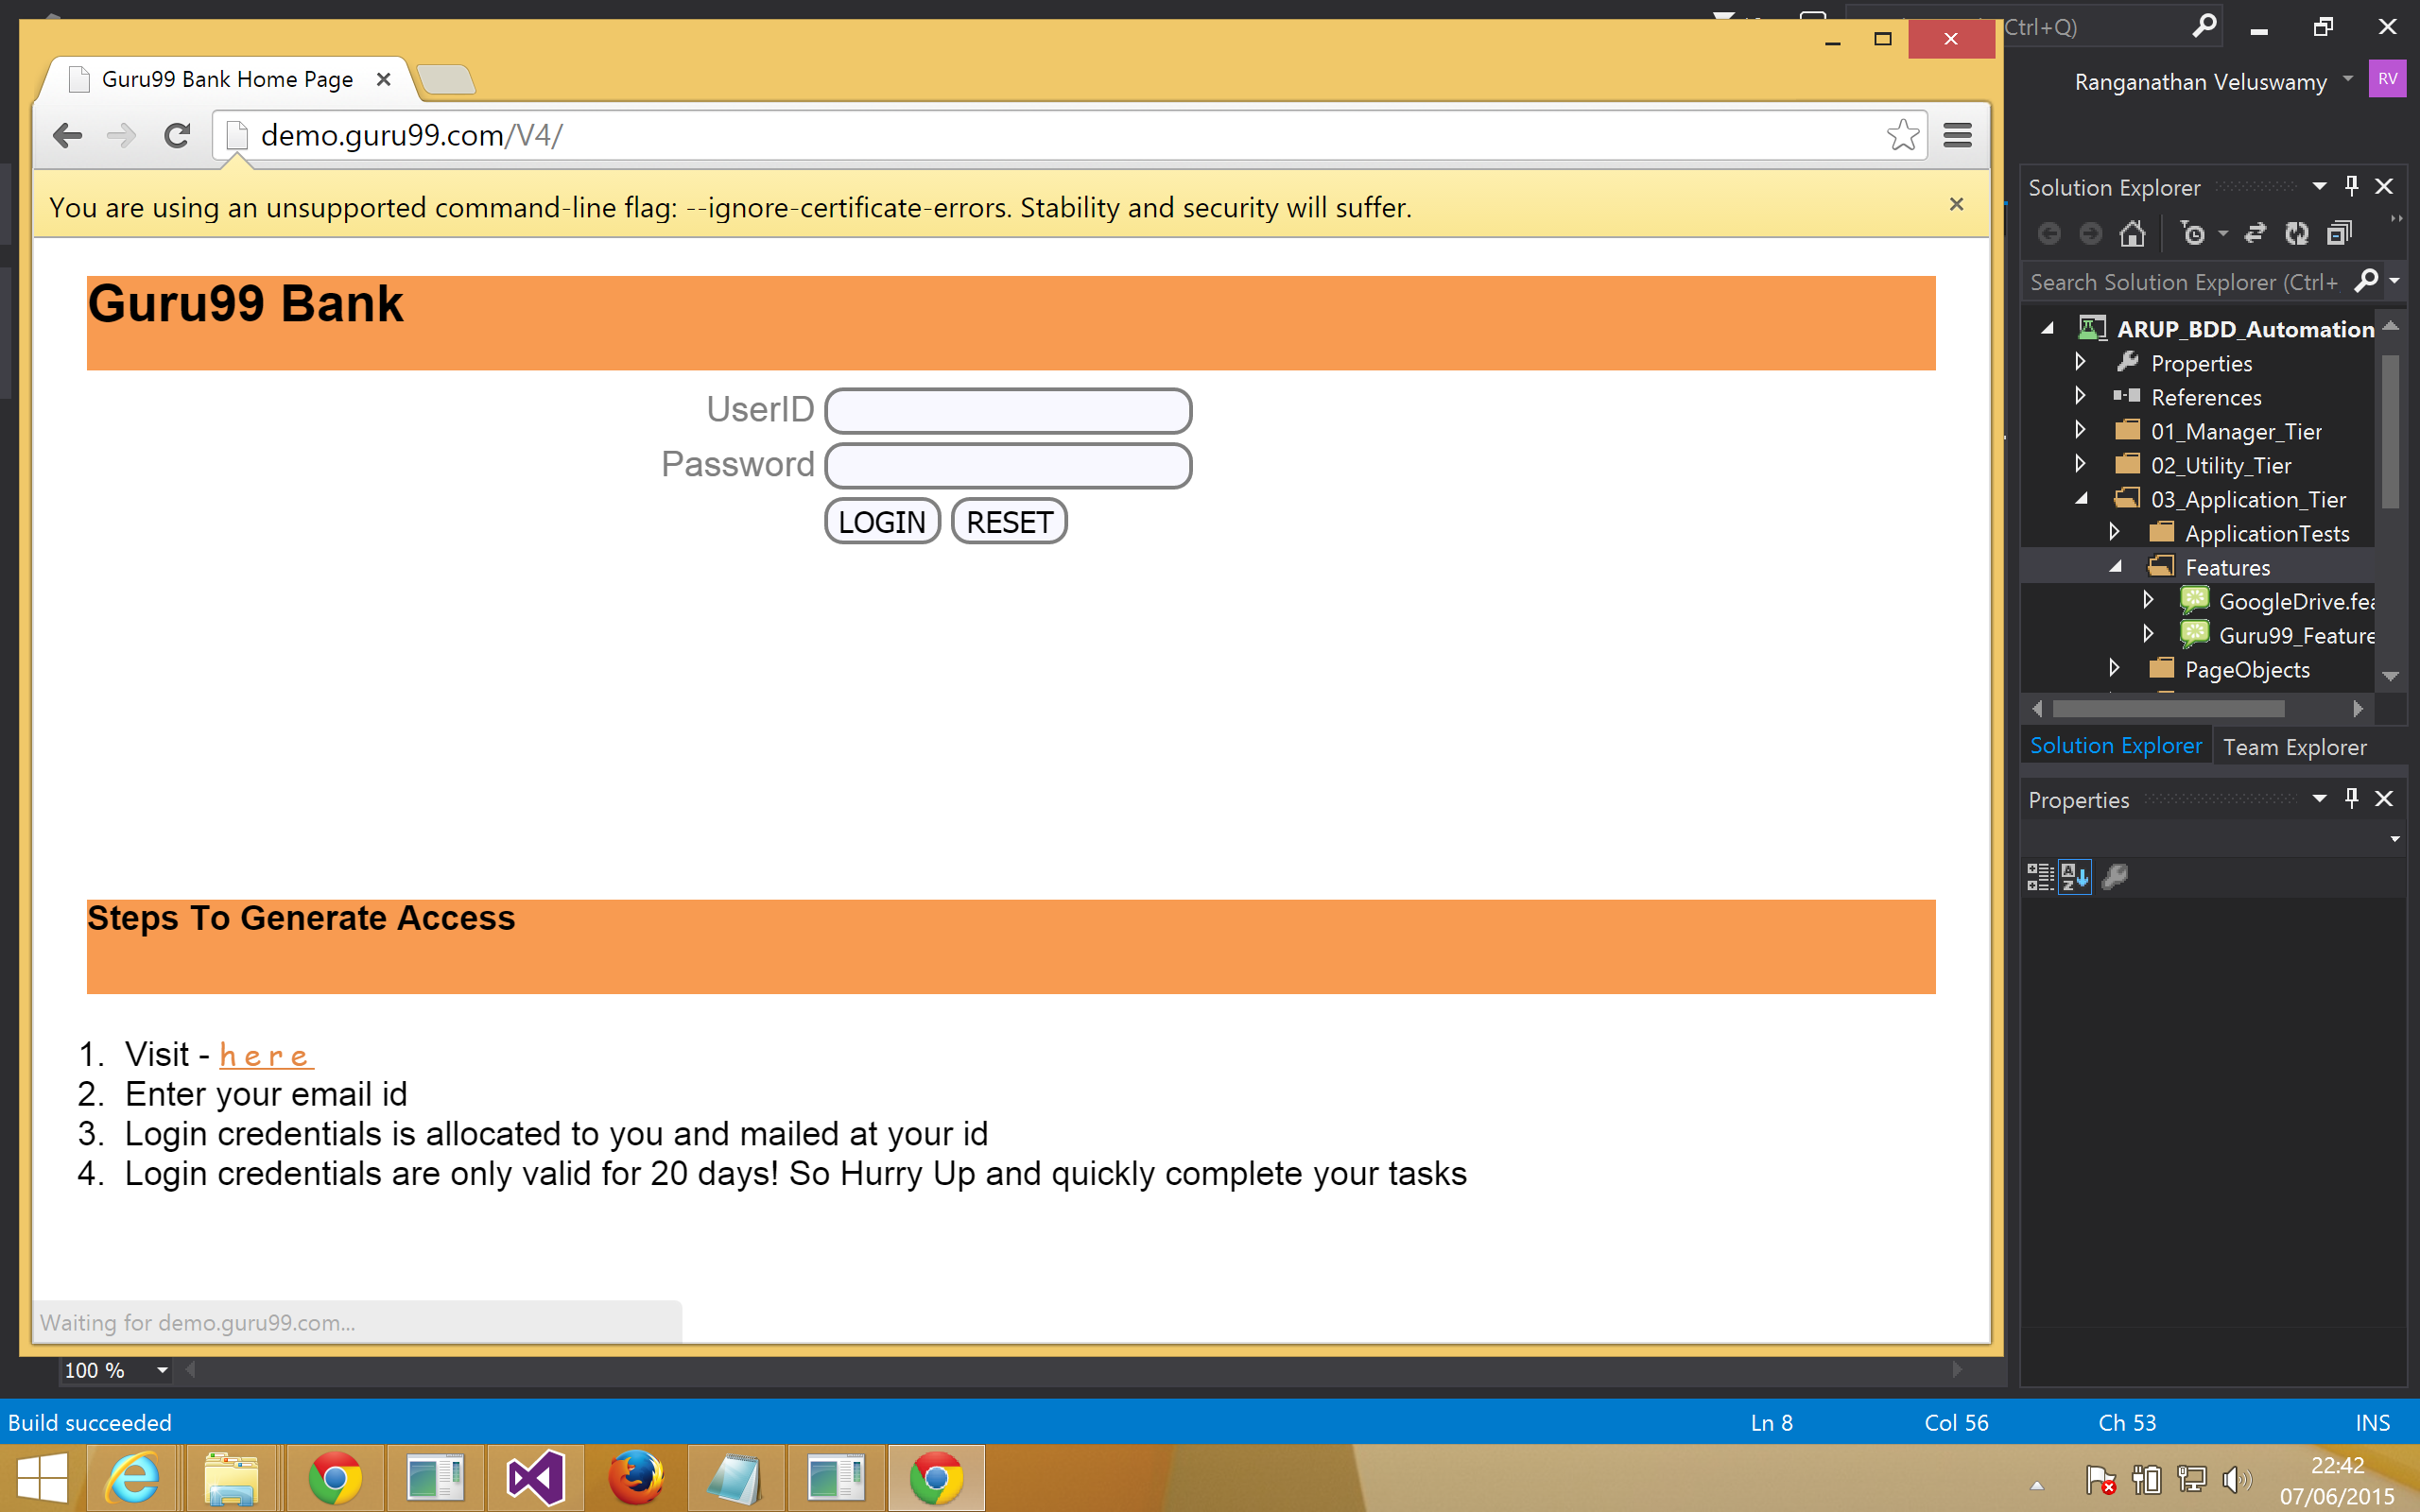 Ctrl+Q)
Guru99 Bank Home Page
Ranganathan Veluswamy
RV
demo.guru99.com/V4/
You are using an unsupported command-line flag: --ignore-certificate-errors. Stability and security will suffer.
Guru99 Bank
UserID
Password
LOGIN RESET
Steps To Generate Access
1. Visit - here
2. Enter your email id
3. Login credentials is allocated to you and mailed at your id
4. Login credentials are only valid for 20 days! So Hurry Up and quickly complete your tasks
Waiting for demo.guru99.com...
Solution Explorer
Search Solution Explorer (Ctrl+
ARUP_BDD_Automation
Properties
References
01_Manager_Tier
02_Utility_Tier
03_Application_Tier
ApplicationTests
Features
GoogleDrive.fea
Guru99_Feature
PageObjects
Solution Explorer Team Explorer
Properties
100 %
Build succeeded Ln 8 Col 56 Ch 53 INS
22:42
07/06/2015